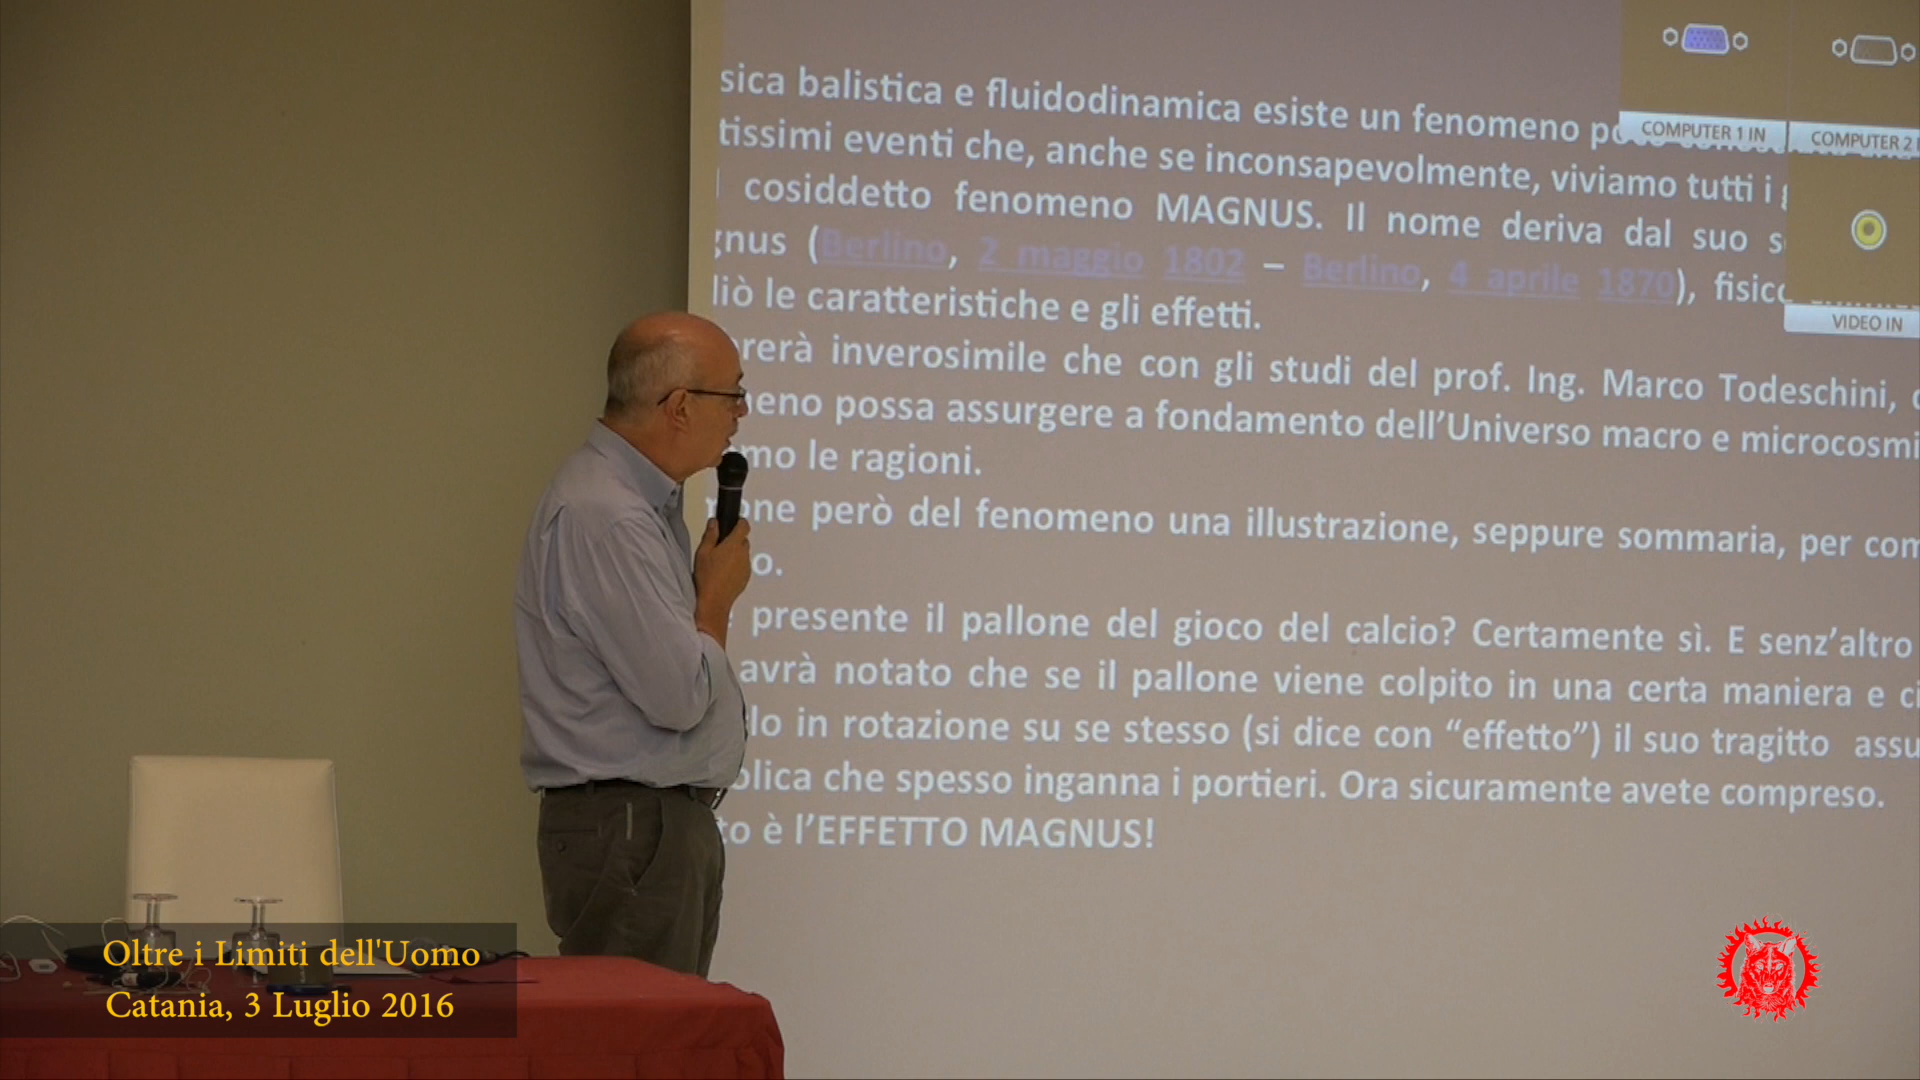 sica balistica e fluidodinamica esiste un fenomeno
tissimi eventi che, anche se inconsapevolmente, viviamo tutti i
cosiddetto fenomeno MAGNUS. Il nome deriva dal suo s
gnus (Berlino, 2 maggio 1802 – Berlino, 4 aprile 1870), fisico
liò le caratteristiche e gli effetti.
rerà inverosimile che con gli studi del prof. Ing. Marco Todeschini,
eno possa assurgere a fondamento dell'Universo macro e microcosmi
mo le ragioni.
one però del fenomeno una illustrazione, seppure sommaria, per com
o.
presente il pallone del gioco del calcio? Certamente sì. E senz'altro
avrà notato che se il pallone viene colpito in una certa maniera e ci
lo in rotazione su se stesso (si dice con "effetto") il suo tragitto assu
olica che spesso inganna i portieri. Ora sicuramente avete compreso.
to è l'EFFETTO MAGNUS!
COMPUTER 1 IN
COMPUTER 2 I
VIDEO IN
Oltre i Limiti dell'Uomo
Catania, 3 Luglio 2016